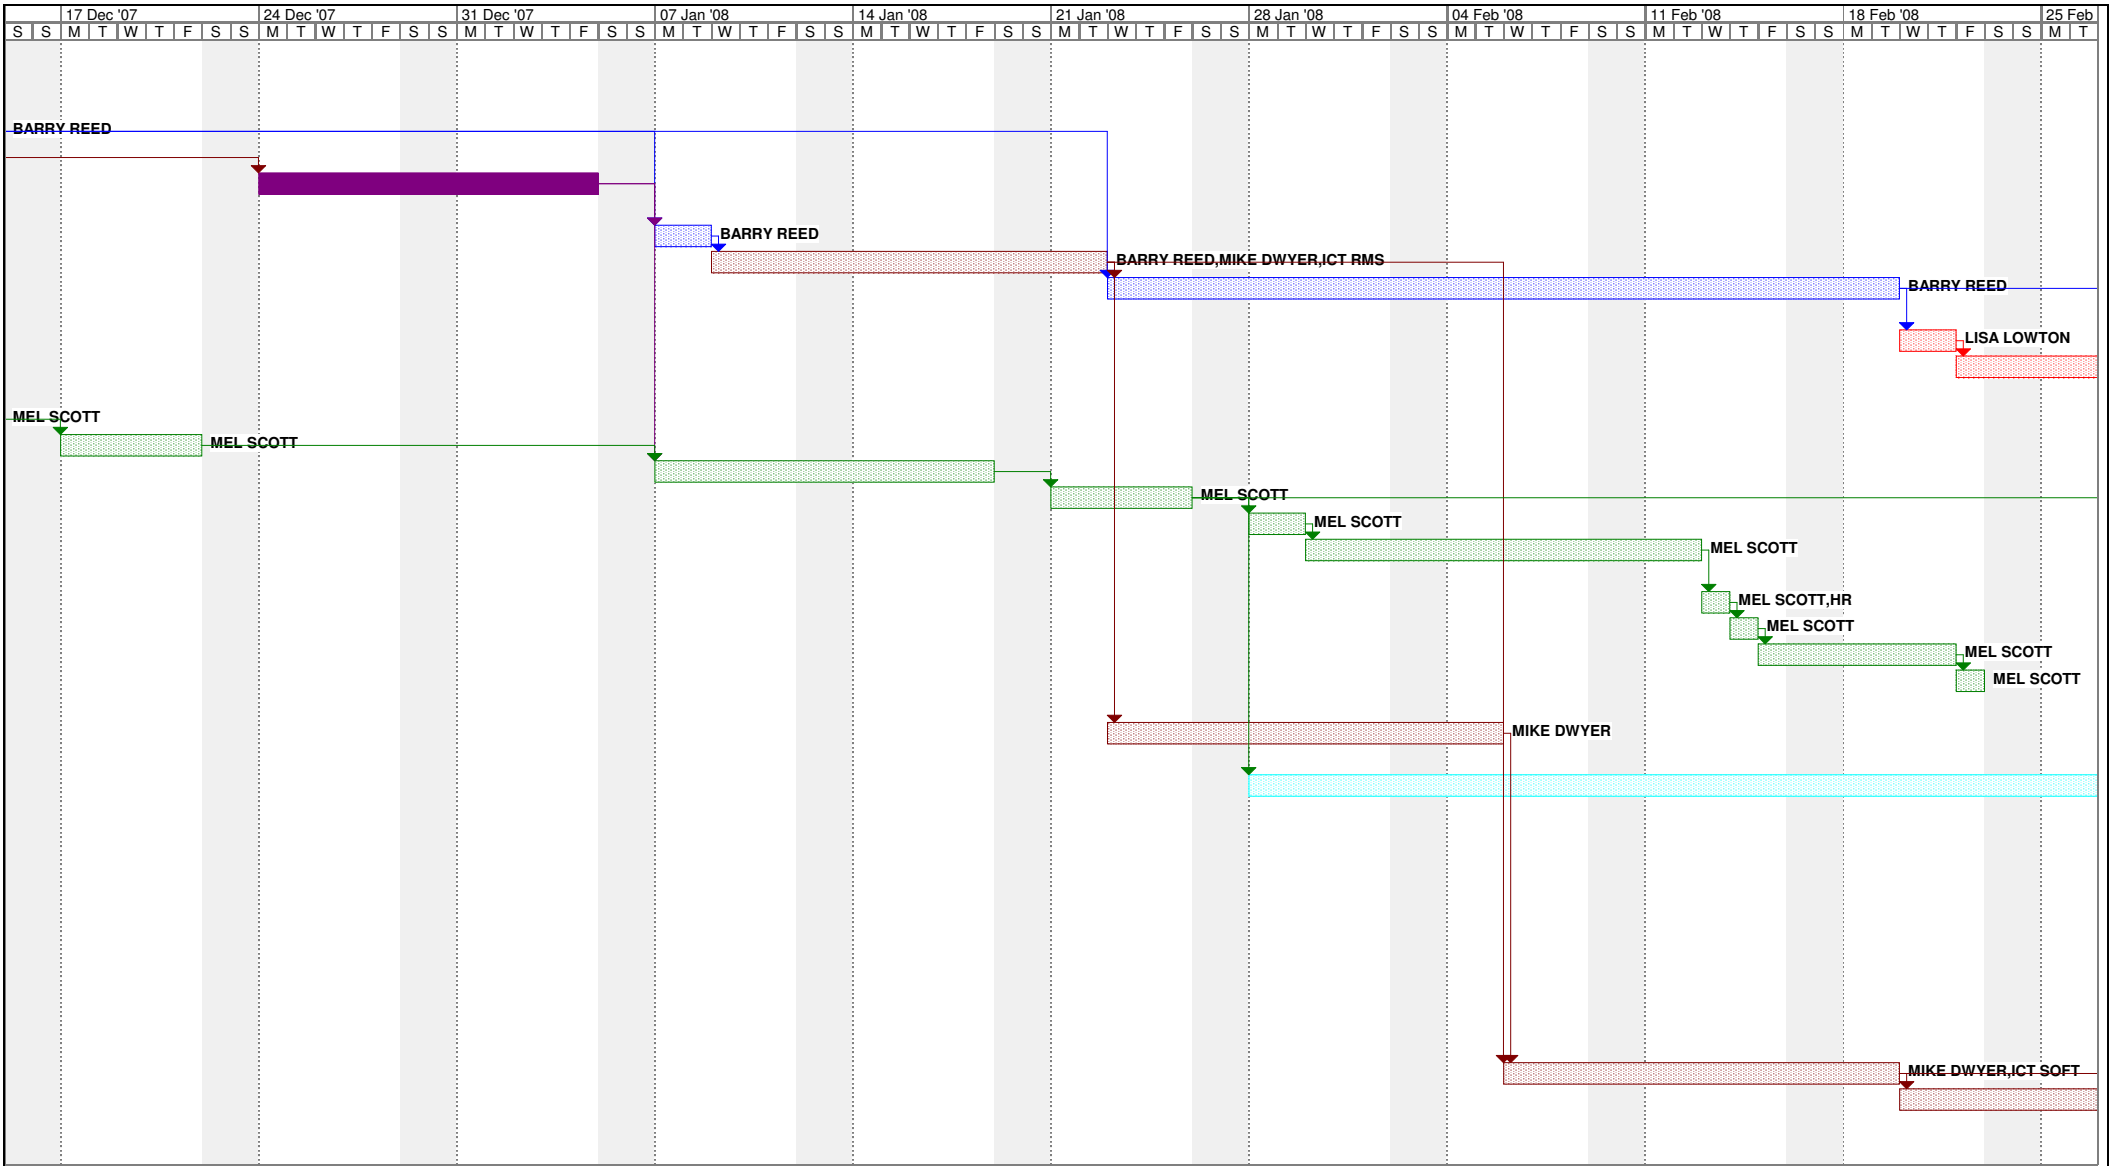 17 Dec '07 24 Dec '07 31 Dec '07 07 Jan '08 14 Jan '08 21 Jan '08 28 Jan '08 04 Feb '08 11 Feb '08 18 Feb '08 25 Feb
S S M T W T F S S M T W T F S S M T W T F S S M T W T F S S M T W T F S S M T W T F S S M T W T F S S M T W T F S S M T W T F S S M T W T F S S M T
BARRY REED
BARRY REED
BARRY REED,MIKE DWYER,ICT RMS
BARRY REED
LISA LOWTON
MEL SCOTT
MEL SCOTT
MEL SCOTT
MEL SCOTT
MEL SCOTT
MEL SCOTT,HR
MEL SCOTT
MEL SCOTT
MEL SCOTT
MIKE DWYER
MIKE DWYER,ICT SOFT